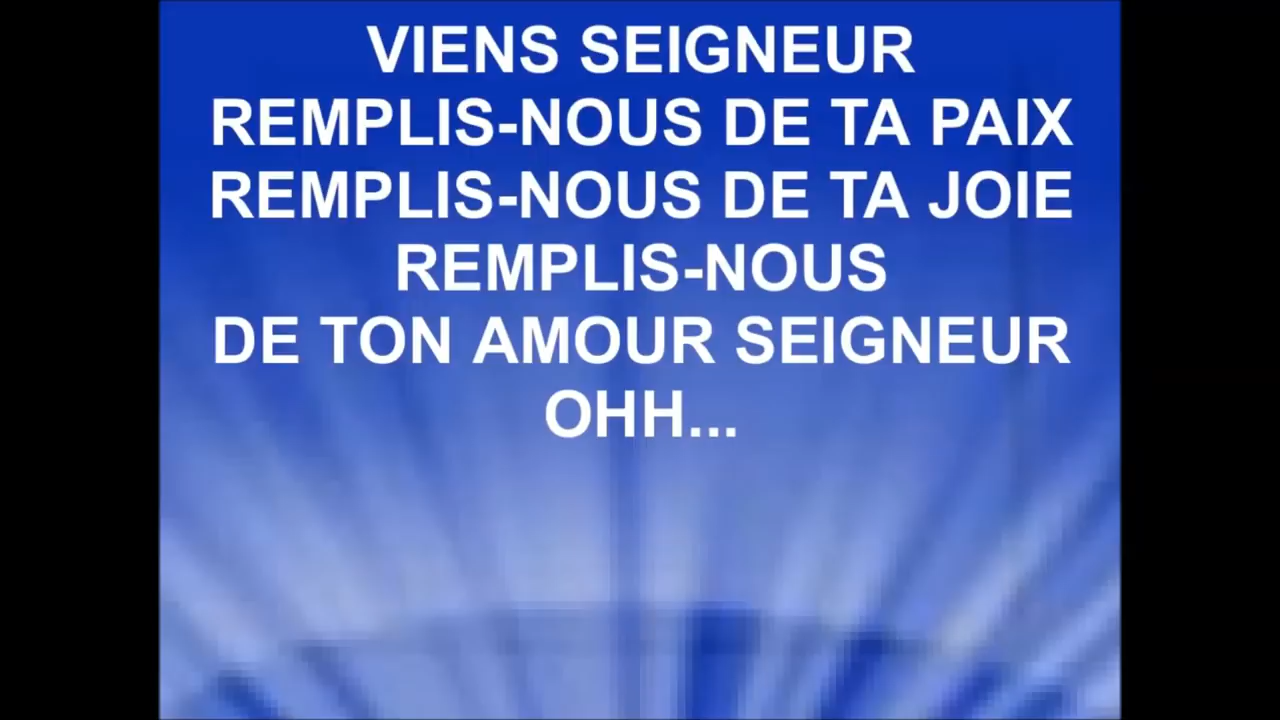 VIENS SEIGNEUR
REMPLIS-NOUS DE TA PAIX
REMPLIS-NOUS DE TA JOIE
REMPLIS-NOUS
DE TON AMOUR SEIGNEUR
OHH...